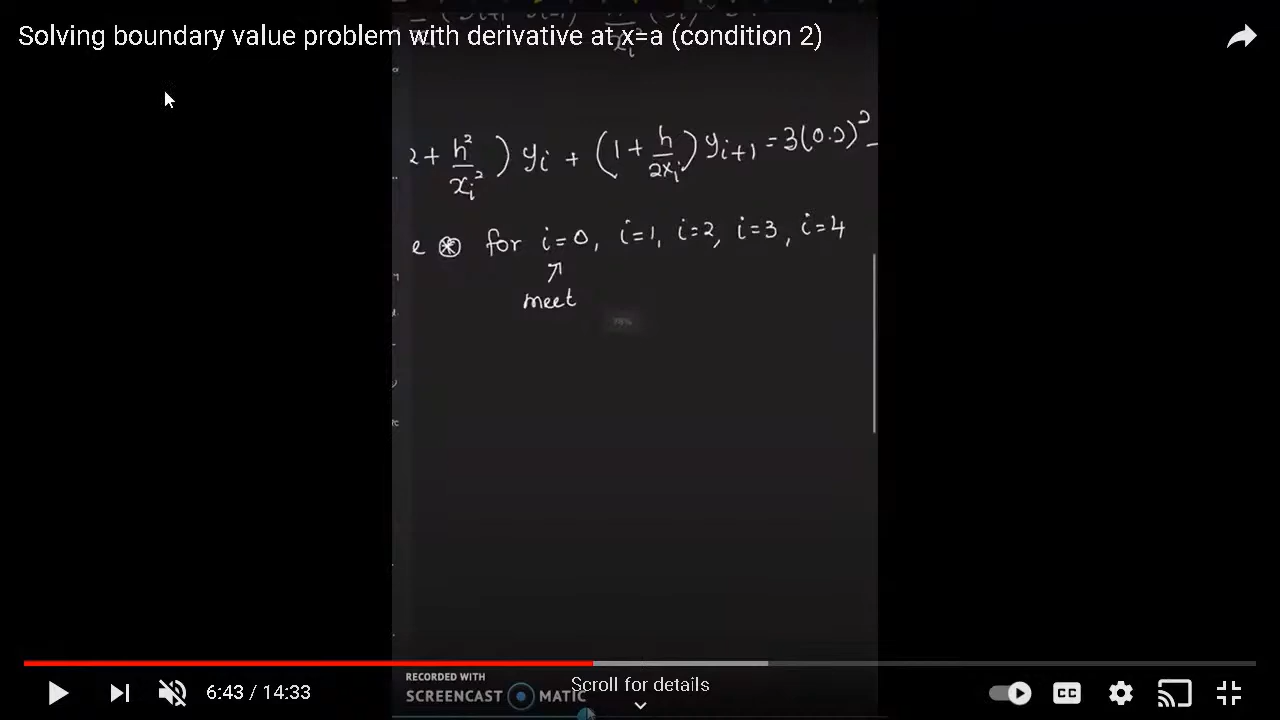 Solving boundary value problem with derivative at x=a (condition 2)
2 + h²/xᵢ² ) yᵢ + (1 + h/2xᵢ) yᵢ₊₁ = 3(0.2)² -
e ⊛ for i=0, i=1, i=2, i=3, i=4
↗
meet
RECORDED WITH
SCREENCAST MATIC
Scroll for details
6:43 / 14:33
CC